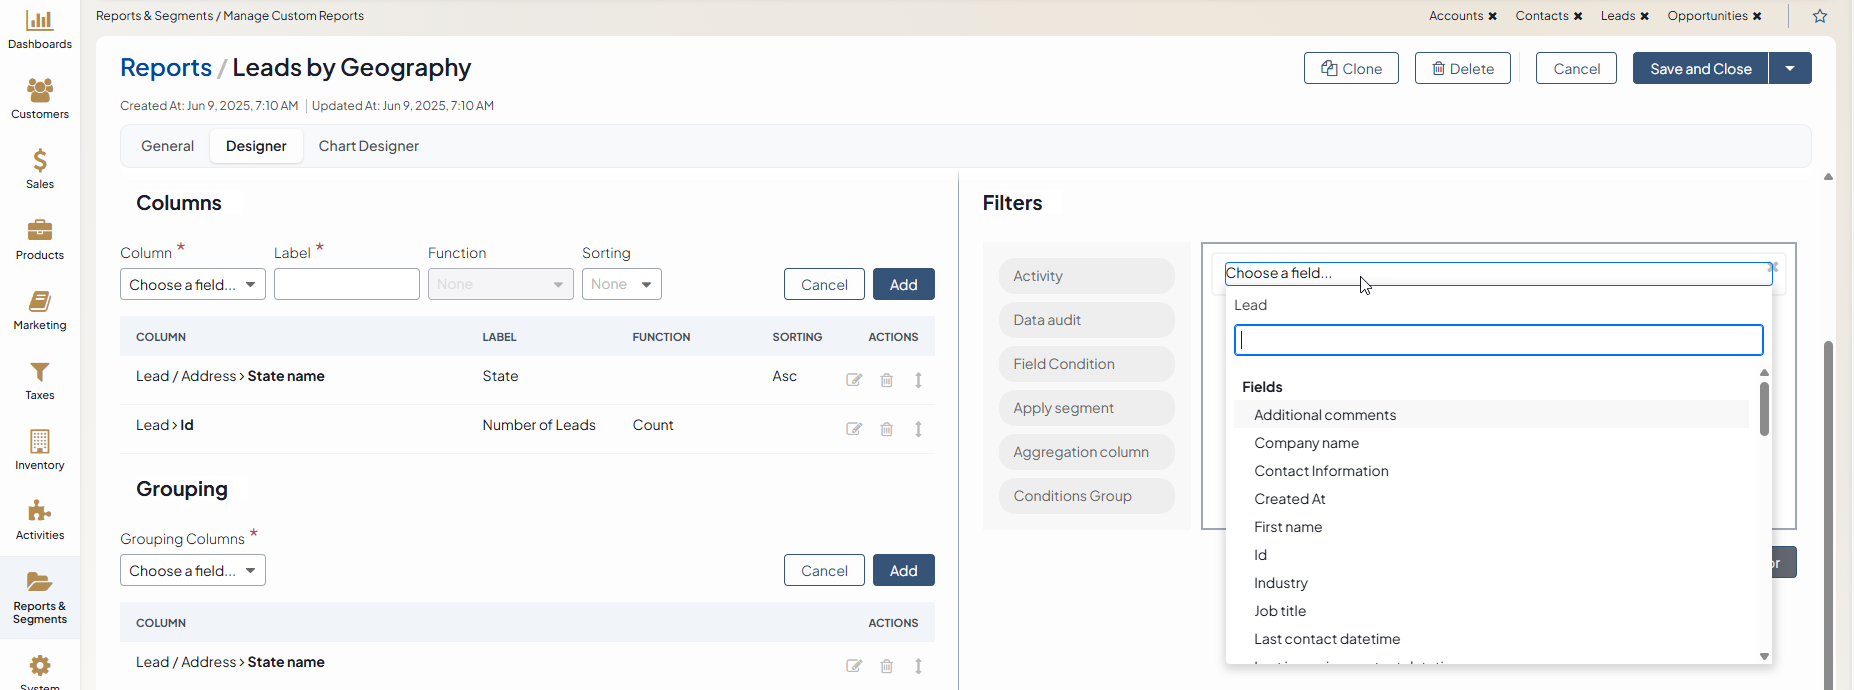 Dashboards
Customers
Sales
Products
Marketing
Taxes
Inventory
Activities
Reports &
Segments
System
Reports & Segments / Manage Custom Reports
Accounts ✖ Contacts ✖ Leads ✖ Opportunities ✖
Reports / Leads by Geography
Clone Delete Cancel Save and Close
Created At: Jun 9, 2025, 7:10 AM | Updated At: Jun 9, 2025, 7:10 AM
General Designer Chart Designer
Columns
Column * Label * Function Sorting
Choose a field... None None Cancel Add
COLUMN LABEL FUNCTION SORTING ACTIONS
Lead / Address > State name State Asc
Lead > Id Number of Leads Count
Grouping
Grouping Columns *
Choose a field... Cancel Add
COLUMN ACTIONS
Lead / Address > State name
Filters
Activity
Data audit
Field Condition
Apply segment
Aggregation column
Conditions Group
Choose a field...
Lead
Fields
Additional comments
Company name
Contact Information
Created At
First name
Id
Industry
Job title
Last contact datetime